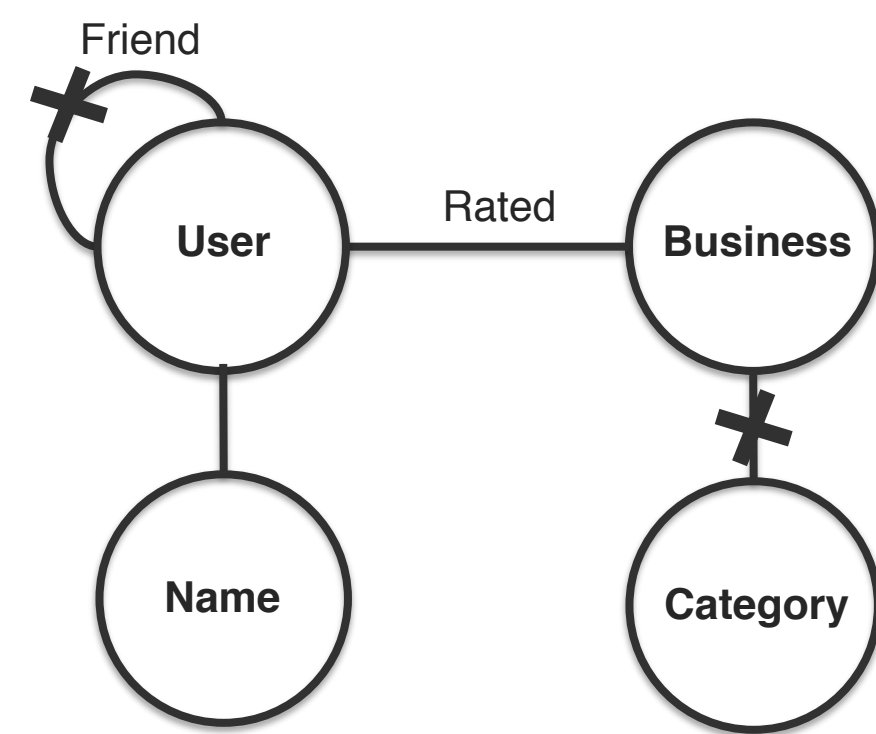 Friend
Rated
User
Business
Name
Category